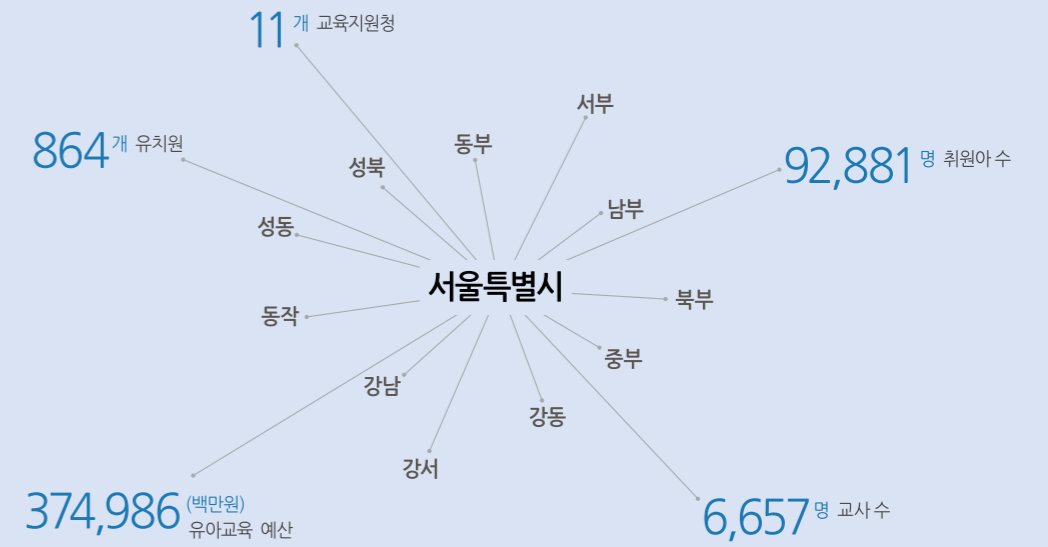 11 개 교육지원청
서부
동부
864 개 유치원
92,881 명 취원아 수
성북
남부
성동
서울특별시
북부
동작
중부
강남
강동
강서
374,986 (백만원)
유아교육 예산
6,657 명 교사 수